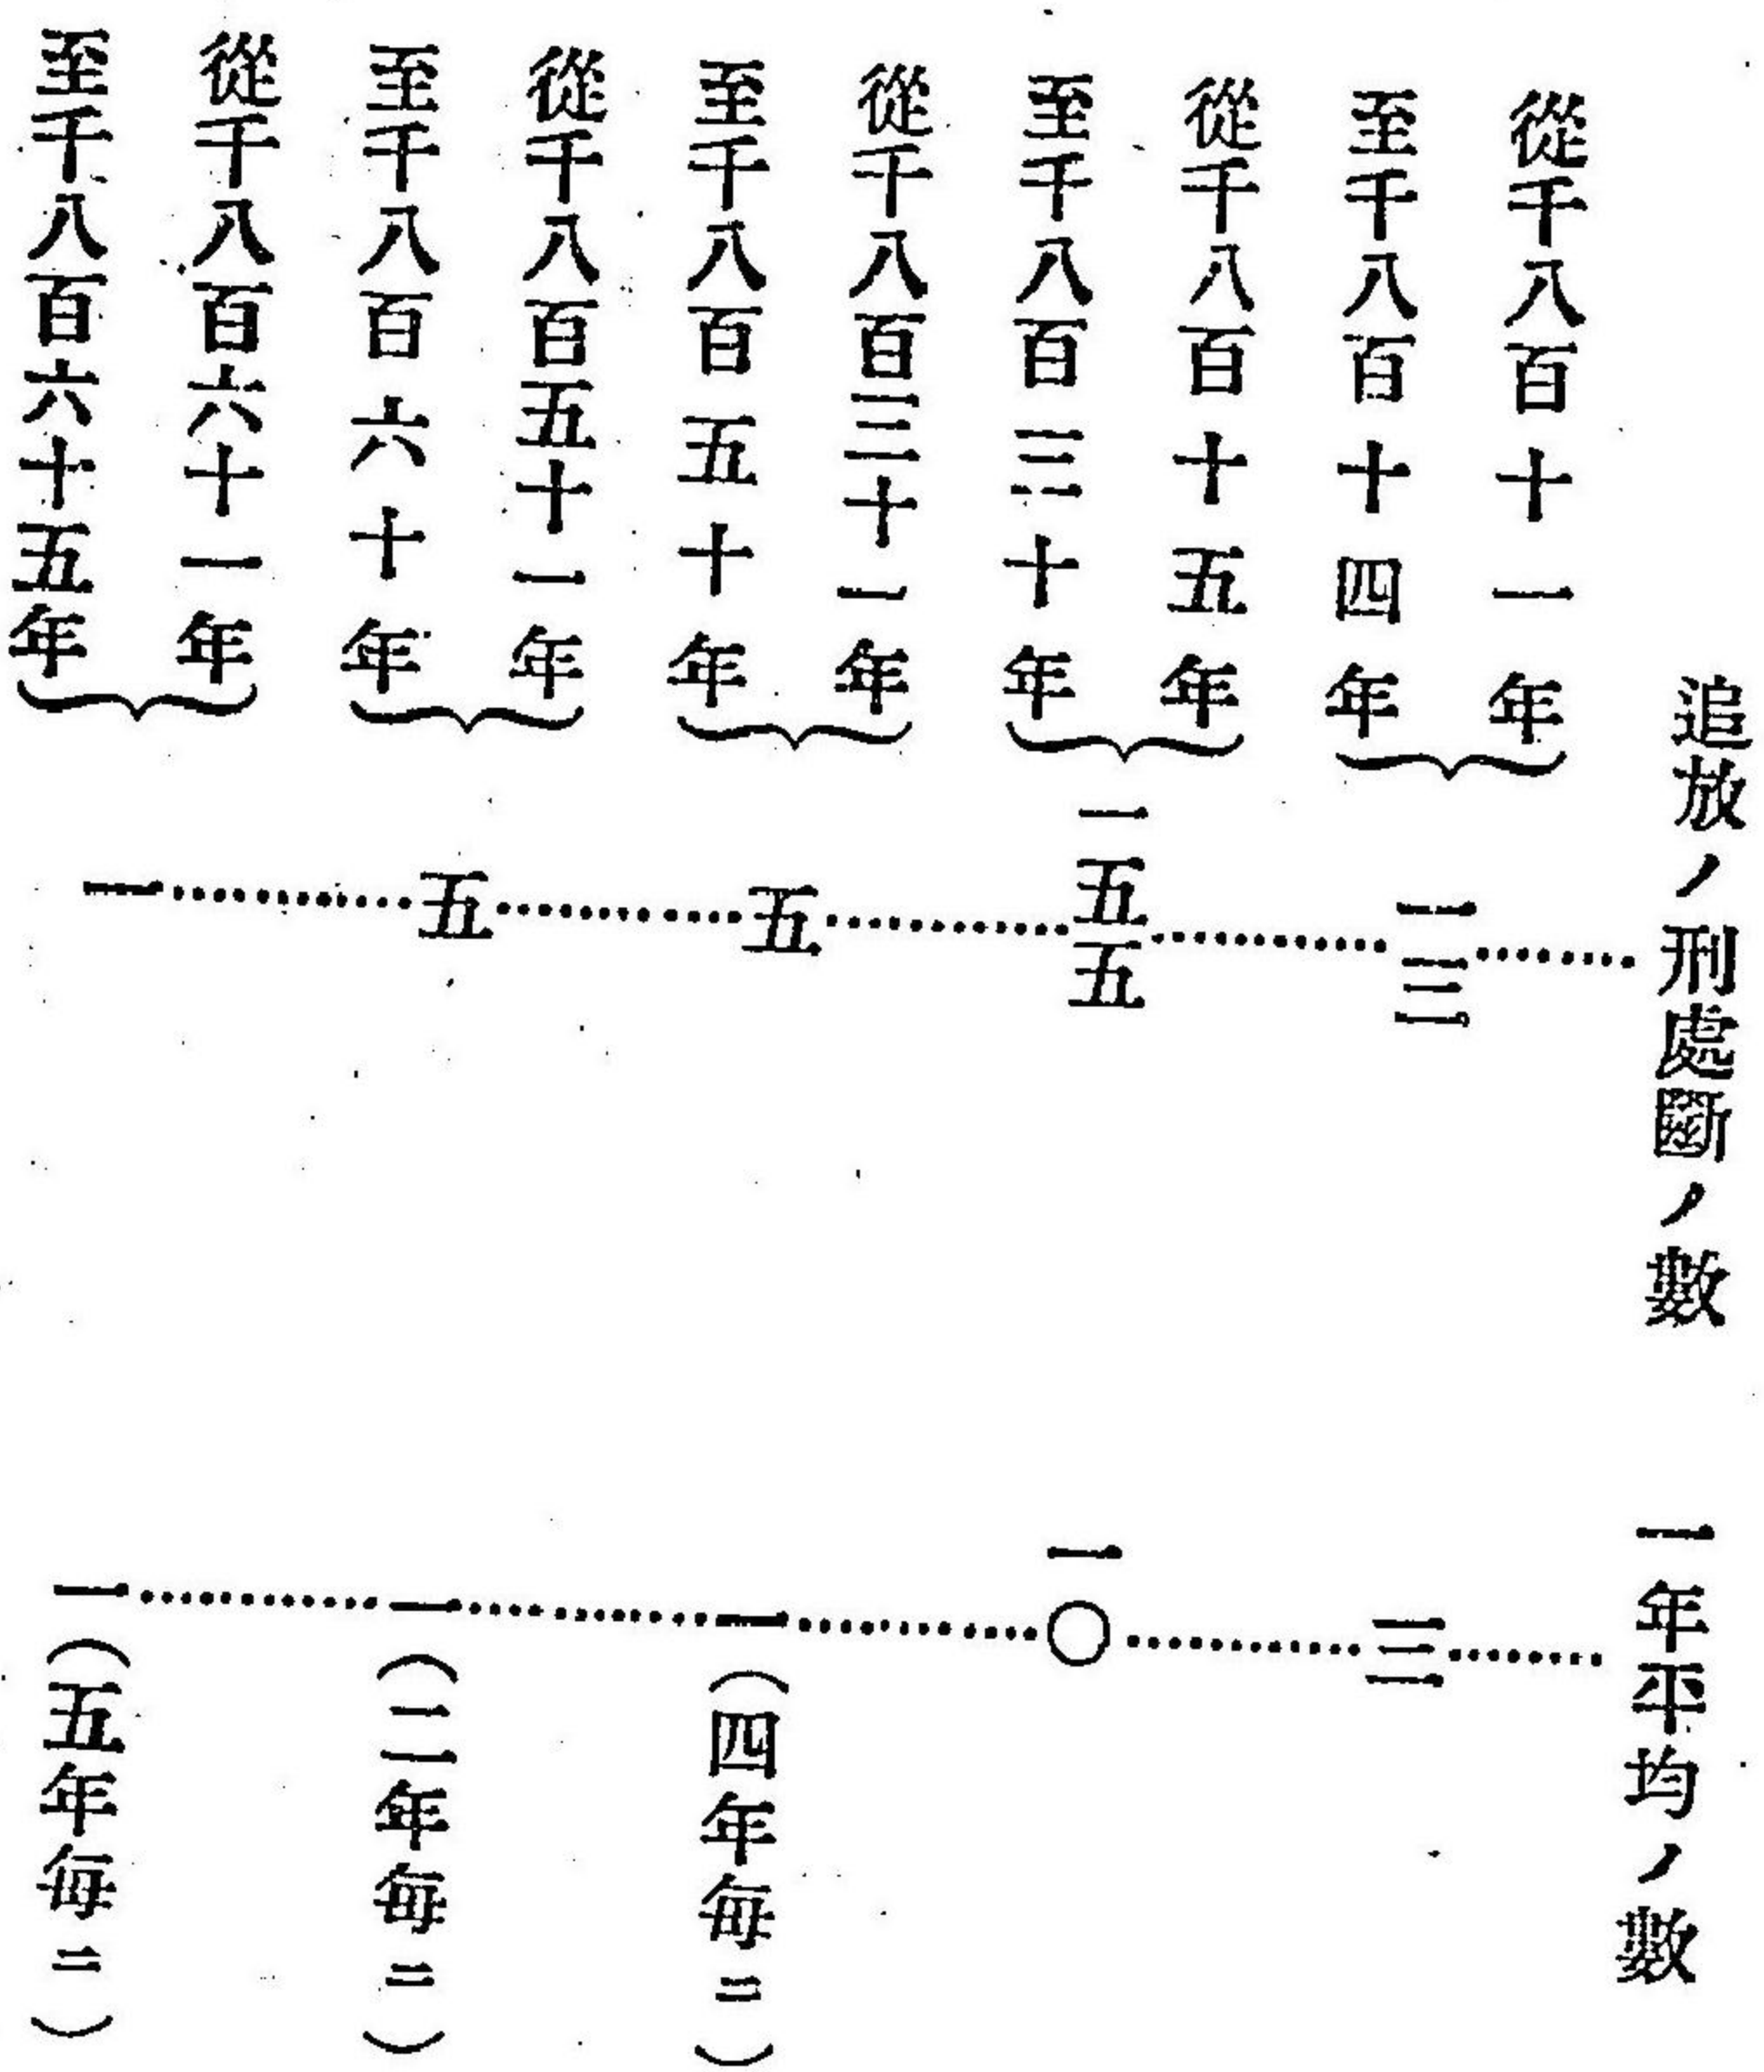 追放ノ刑處斷ノ數 一年平均ノ數
從千八百十一年
至千八百十四年
一三 三
從千八百十五年
至千八百三十年
一五五 一〇
從千八百三十一年
至千八百五十年
五 一(四年每ニ)
從千八百五十一年
至千八百六十年
五 一(二年每ニ)
從千八百六十一年
至千八百六十五年
一 一(五年每ニ)